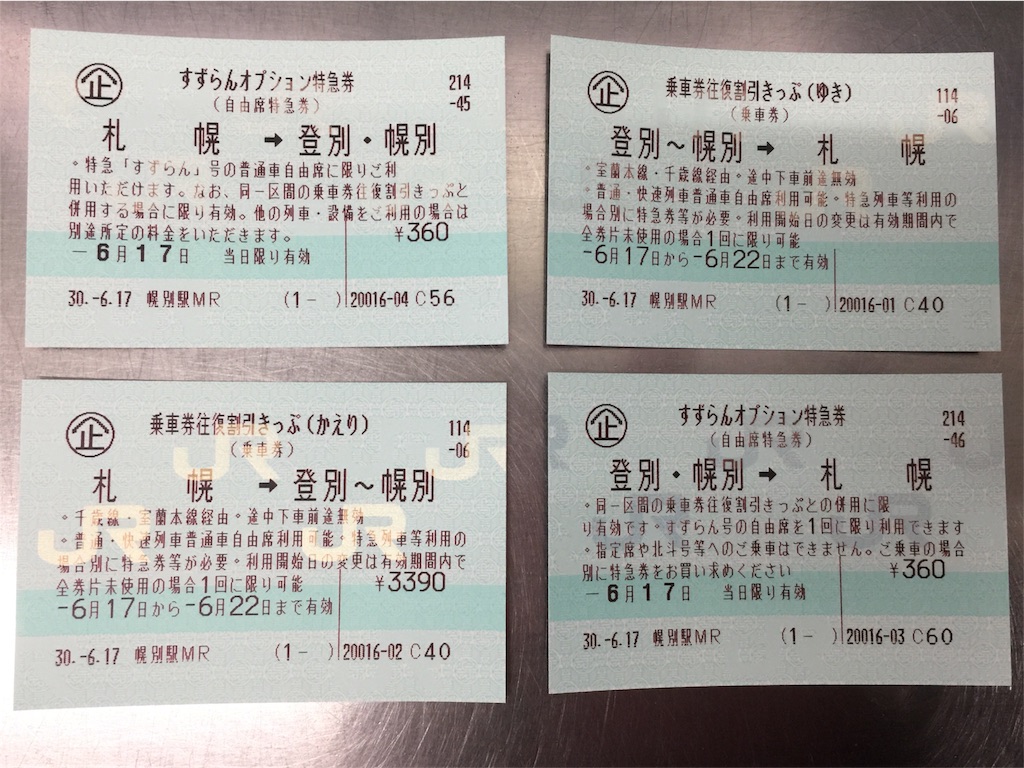 企 すずらんオプション特急券 214
(自由席特急券) -45
札 幌 → 登別・幌別
*特急「すずらん」号の普通車自由席に限りご利
用いただけます。なお、同一区間の乗車券往復割引きっぷと
併用する場合に限り有効。他の列車・設備をご利用の場合は
別途所定の料金をいただきます。 ¥360
-6月17日 当日限り有効
30.-6.17 幌別駅MR (1- ) 20016-04 C56
企 乗車券往復割引きっぷ(ゆき) 114
(乗車券) -06
登別〜幌別 → 札 幌
*室蘭本線・千歳線経由*途中下車前途無効
*普通・快速列車普通車自由席利用可能*特急列車等利用の
場合別に特急券等が必要*利用開始日の変更は有効期間内で
全券片未使用の場合1回に限り可能
-6月17日から-6月22日まで有効
30.-6.17 幌別駅MR (1- ) 20016-01 C40
企 乗車券往復割引きっぷ(かえり) 114
(乗車券) -06
札 幌 → 登別〜幌別
*千歳線・室蘭本線経由*途中下車前途無効
*普通・快速列車普通車自由席利用可能*特急列車等利用の
場合別に特急券等が必要*利用開始日の変更は有効期間内で
全券片未使用の場合1回に限り可能 ¥3390
-6月17日から-6月22日まで有効
30.-6.17 幌別駅MR (1- ) 20016-02 C40
企 すずらんオプション特急券 214
(自由席特急券) -46
登別・幌別 → 札 幌
*同一区間の乗車券往復割引きっぷとの併用に限
り有効です*すずらん号の自由席を1回に限り利用できます
*指定席や北斗号等へのご乗車はできません。ご乗車の場合
別に特急券をお買い求めください ¥360
-6月17日 当日限り有効
30.-6.17 幌別駅MR (1- ) 20016-03 C60